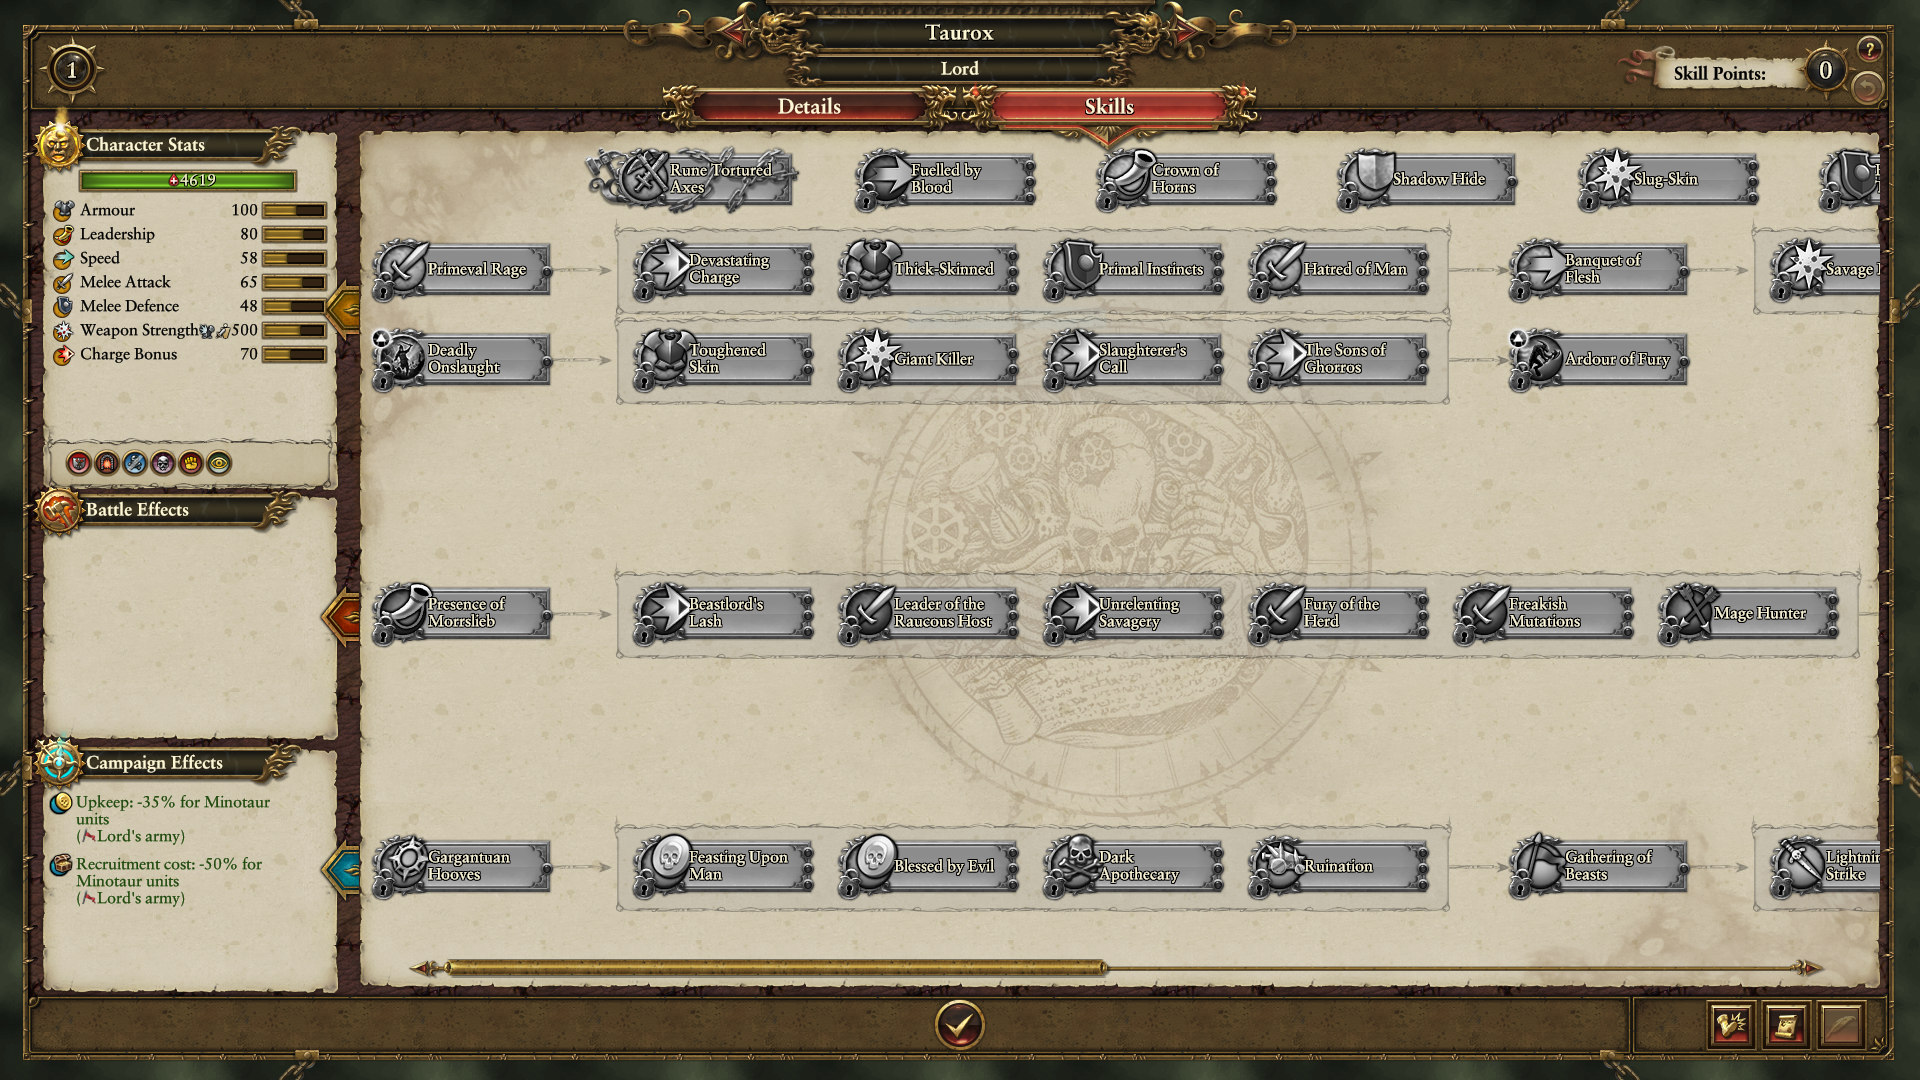 Taurox
Lord
1
Skill Points:
0
?
Details
Skills
Character Stats
4619
Armour 100
Leadership 80
Speed 58
Melee Attack 65
Melee Defence 48
Weapon Strength 500
Charge Bonus 70
Battle Effects
Campaign Effects
Upkeep: -35% for Minotaur
units
(Lord's army)
Recruitment cost: -50% for
Minotaur units
(Lord's army)
Rune Tortured
Axes
Fuelled by
Blood
Crown of
Horns
Shadow Hide
Slug-Skin
Primeval Rage
Devastating
Charge
Thick-Skinned
Primal Instincts
Hatred of Man
Banquet of
Flesh
Savage
Deadly
Onslaught
Toughened
Skin
Giant Killer
Slaughterer's
Call
The Sons of
Ghorros
Ardour of Fury
Presence of
Morrslieb
Beastlord's
Lash
Leader of the
Raucous Host
Unrelenting
Savagery
Fury of the
Herd
Freakish
Mutations
Mage Hunter
Gargantuan
Hooves
Feasting Upon
Man
Blessed by Evil
Dark
Apothecary
Ruination
Gathering of
Beasts
Lightnin
Strike